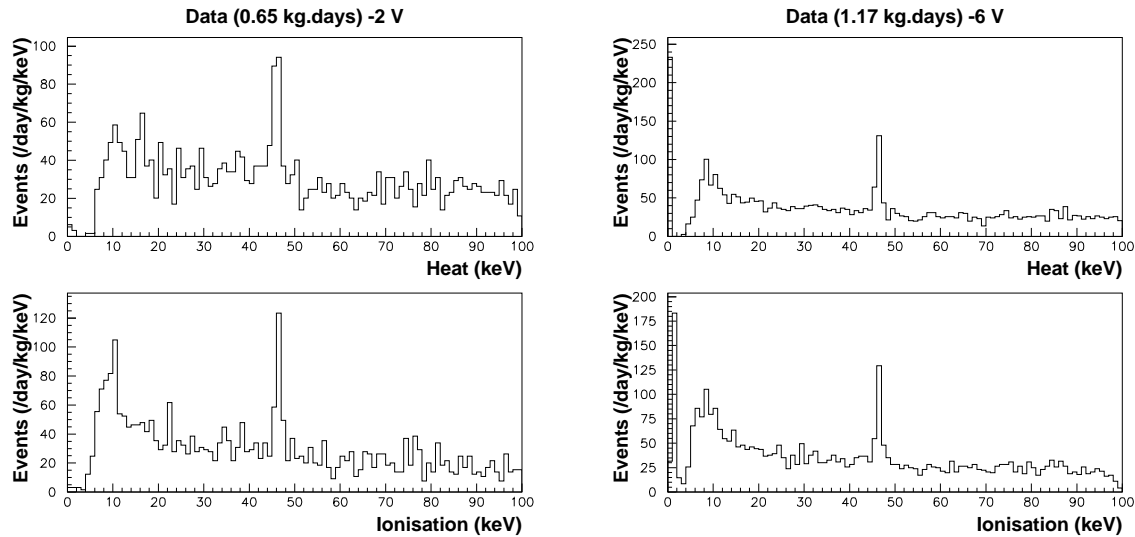 Data (0.65 kg.days) -2 V
Data (1.17 kg.days) -6 V
Events (/day/kg/keV)
100
80
60
40
20
0
0 10 20 30 40 50 60 70 80 90 100
Heat (keV)
Events (/day/kg/keV)
250
200
150
100
50
0
0 10 20 30 40 50 60 70 80 90 100
Heat (keV)
Events (/day/kg/keV)
120
100
80
60
40
20
0
0 10 20 30 40 50 60 70 80 90 100
Ionisation (keV)
Events (/day/kg/keV)
200
175
150
125
100
75
50
25
0
0 10 20 30 40 50 60 70 80 90 100
Ionisation (keV)